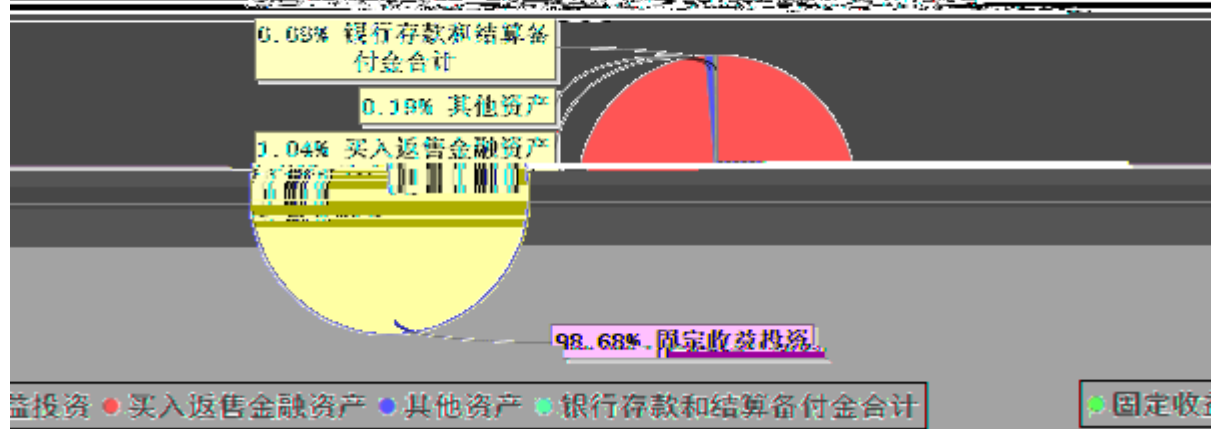 0.09% 银行存款和结算备
付金合计
0.19% 其他资产
1.04% 买入返售金融资产
98.68% 固定收益投资
益投资 买入返售金融资产 其他资产 银行存款和结算备付金合计
固定收益